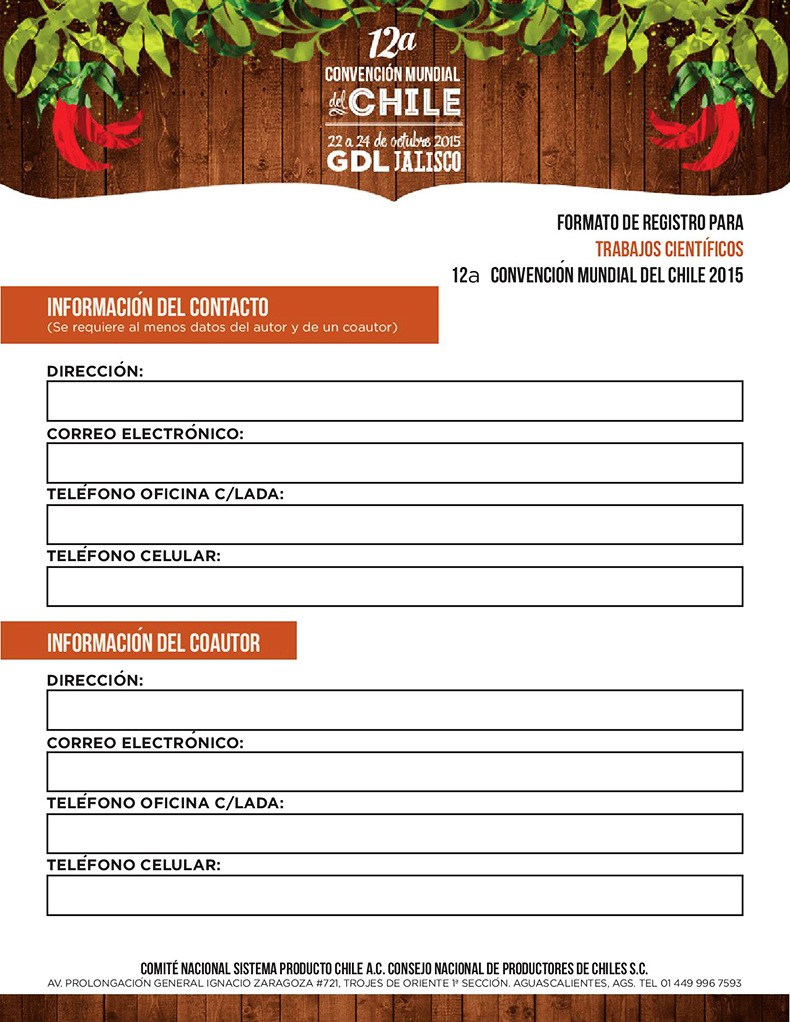 12a
CONVENCIÓN MUNDIAL
del CHILE
22 a 24 de octubre 2015
GDL JALISCO
FORMATO DE REGISTRO PARA
TRABAJOS CIENTÍFICOS
12a CONVENCIÓN MUNDIAL DEL CHILE 2015
INFORMACIÓN DEL CONTACTO
(Se requiere al menos datos del autor y de un coautor)
DIRECCIÓN:
CORREO ELECTRÓNICO:
TELÉFONO OFICINA C/LADA:
TELÉFONO CELULAR:
INFORMACIÓN DEL COAUTOR
DIRECCIÓN:
CORREO ELECTRÓNICO:
TELÉFONO OFICINA C/LADA:
TELÉFONO CELULAR:
COMITÉ NACIONAL SISTEMA PRODUCTO CHILE A.C. CONSEJO NACIONAL DE PRODUCTORES DE CHILES S.C.
AV. PROLONGACIÓN GENERAL IGNACIO ZARAGOZA #721, TROJES DE ORIENTE 1ª SECCIÓN. AGUASCALIENTES, AGS. TEL 01 449 996 7593